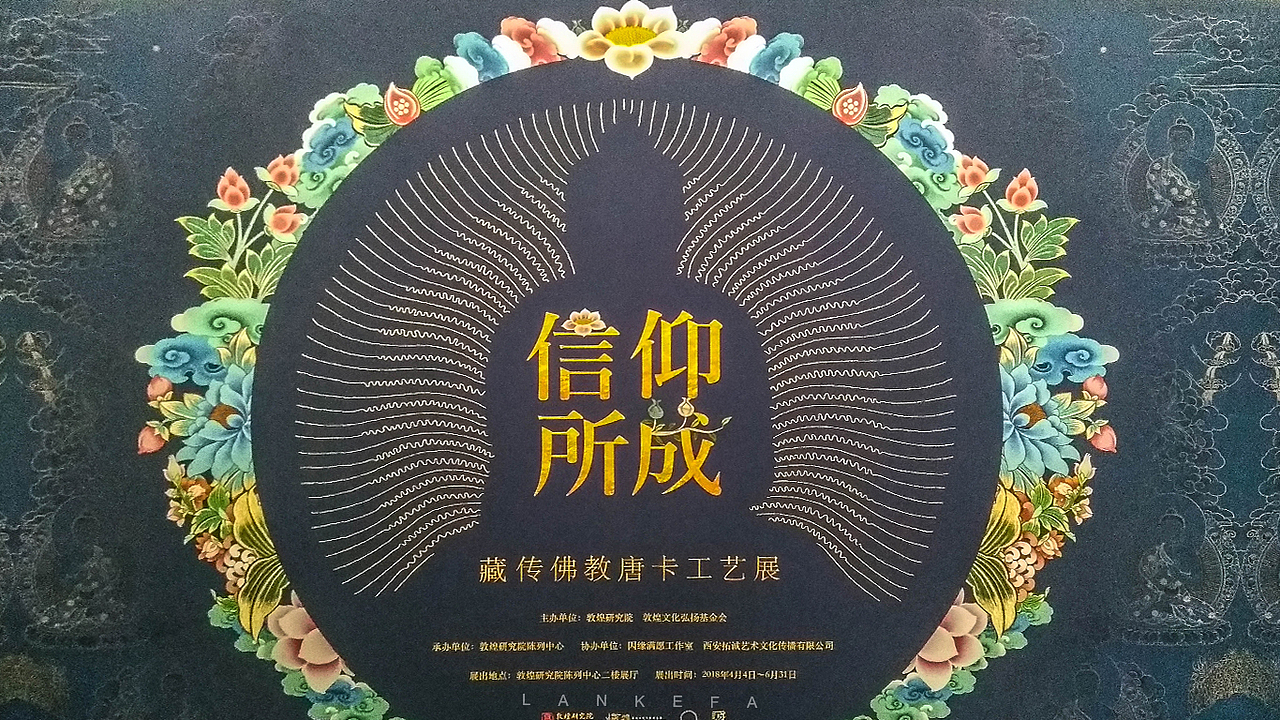 信仰
所成
藏传佛教唐卡工艺展
主办单位：敦煌研究院 敦煌文化弘扬基金会
承办单位：敦煌研究院陈列中心 协办单位：因缘满愿工作室 西安拓诚艺术文化传播有限公司
展出地点：敦煌研究院陈列中心二楼展厅 展出时间：2018年4月4日～6月31日
LANKEFA
敦煌研究院